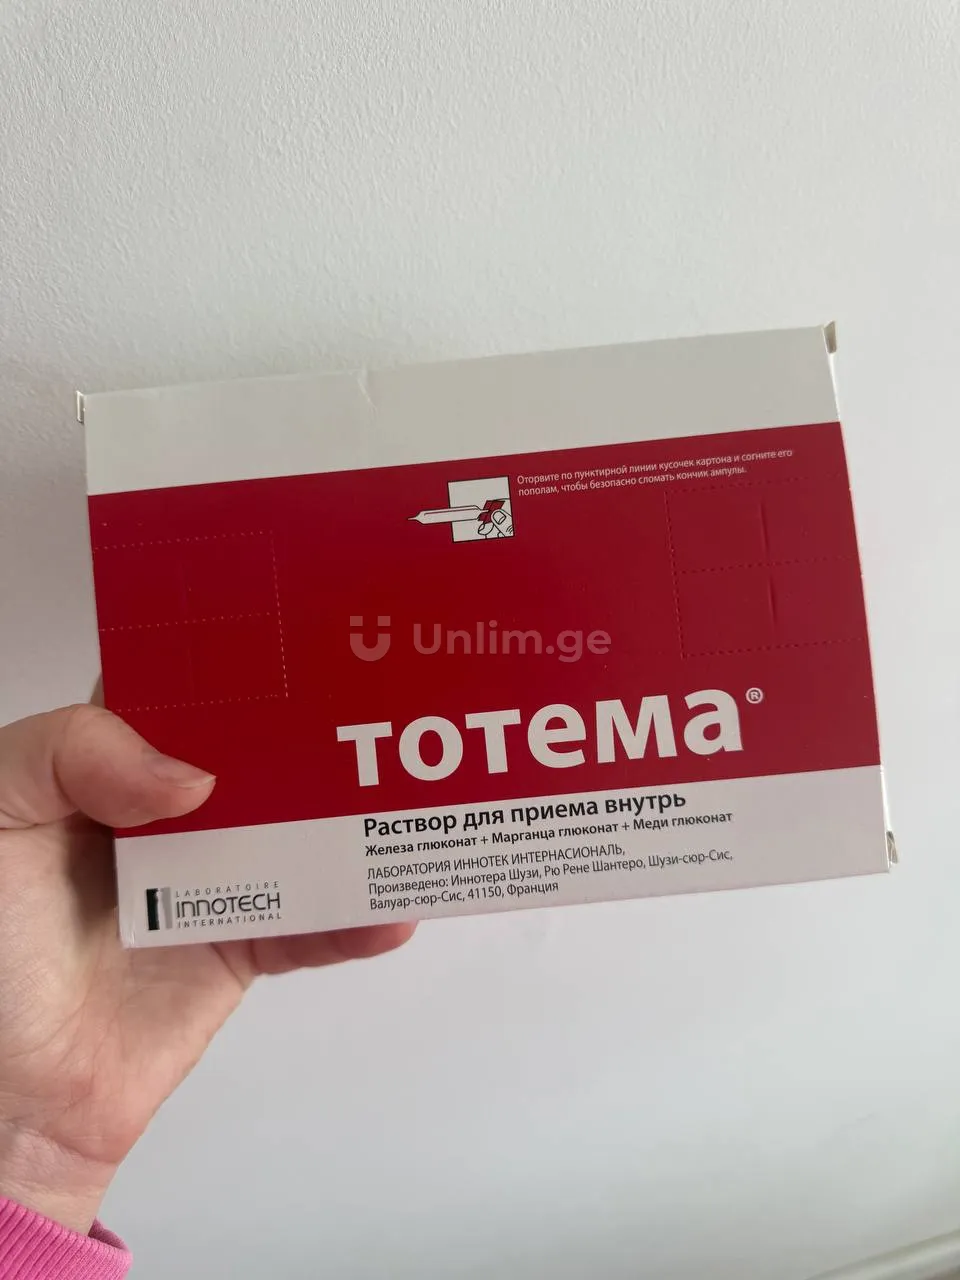 Оторвите по пунктирной линии кусочек картона и согните его
пополам, чтобы безопасно сломать кончик ампулы.
Unlim.ge
тотема®
Раствор для приема внутрь
Железа глюконат + Марганца глюконат + Меди глюконат
ЛАБОРАТОРИЯ ИННОТЕК ИНТЕРНАСИОНАЛЬ,
Произведено: Иннотера Шузи, Рю Рене Шантеро, Шузи-сюр-Сис,
Валуар-сюр-Сис, 41150, Франция
LABORATOIRE
INNOTECH
INTERNATIONAL